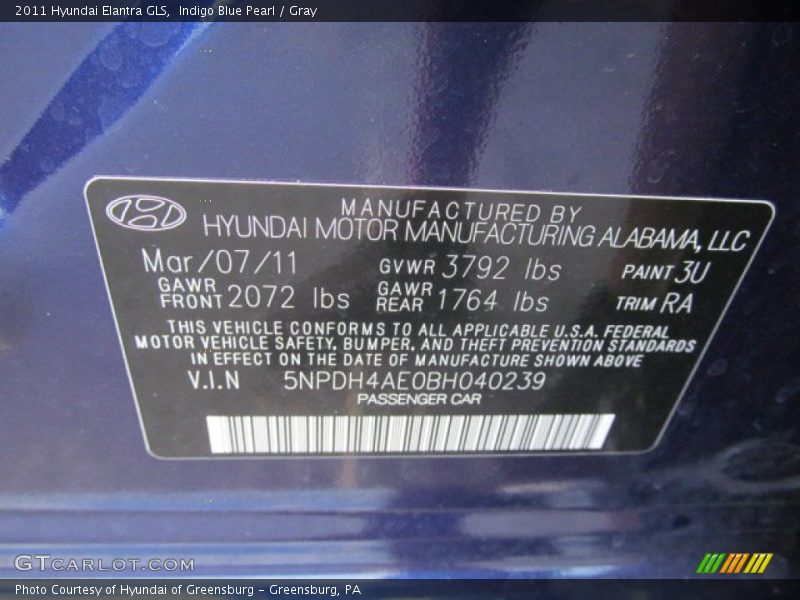 2011 Hyundai Elantra GLS, Indigo Blue Pearl / Gray
MANUFACTURED BY
HYUNDAI MOTOR MANUFACTURING ALABAMA, LLC
Mar/07/11 GVWR 3792 lbs PAINT 3U
GAWR FRONT 2072 lbs GAWR REAR 1764 lbs TRIM RA
THIS VEHICLE CONFORMS TO ALL APPLICABLE U.S.A. FEDERAL
MOTOR VEHICLE SAFETY, BUMPER, AND THEFT PREVENTION STANDARDS
IN EFFECT ON THE DATE OF MANUFACTURE SHOWN ABOVE
V.I.N 5NPDH4AE0BH040239
PASSENGER CAR
GTCARLOT.COM
Photo Courtesy of Hyundai of Greensburg - Greensburg, PA